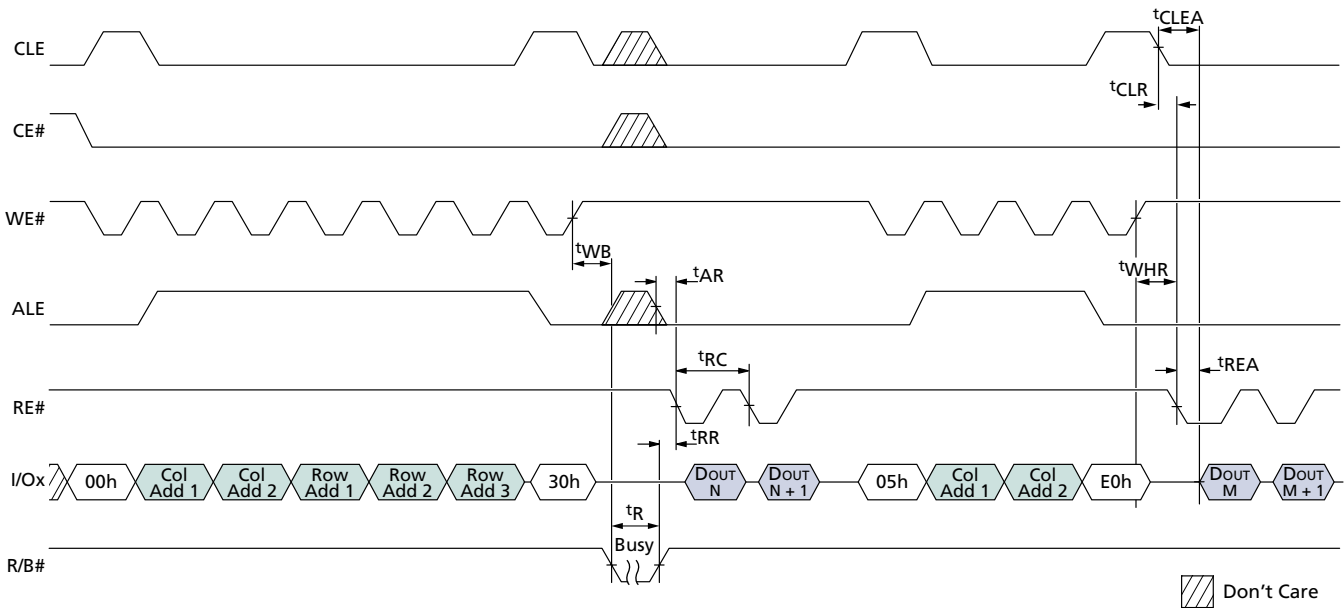 tCLEA
CLE
tCLR
CE#
WE#
tWB
tAR
tWHR
ALE
tRC
tREA
RE#
tRR
I/Ox 00h Col Add 1 Col Add 2 Row Add 1 Row Add 2 Row Add 3 30h DOUT N DOUT N + 1 05h Col Add 1 Col Add 2 E0h DOUT M DOUT M + 1
tR
Busy
R/B#
Don't Care